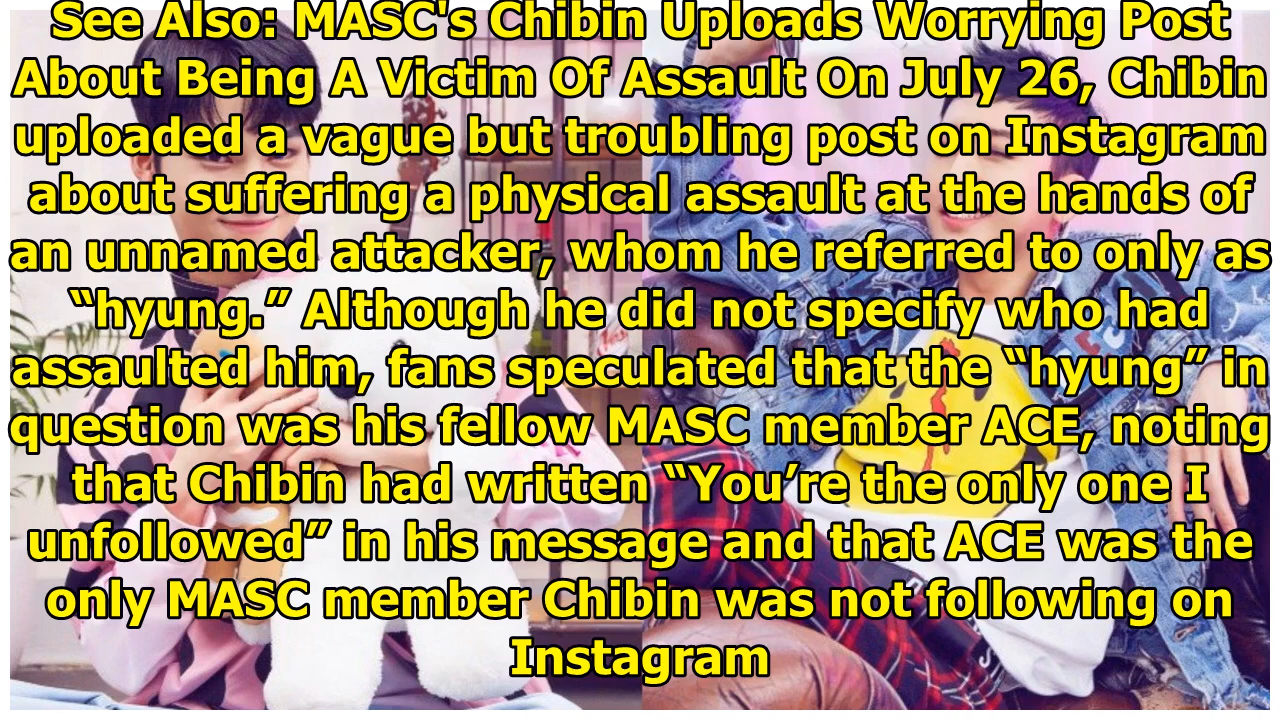 See Also: MASC's Chibin Uploads Worrying Post
About Being A Victim Of Assault On July 26, Chibin
uploaded a vague but troubling post on Instagram
about suffering a physical assault at the hands of
an unnamed attacker, whom he referred to only as
“hyung.” Although he did not specify who had
assaulted him, fans speculated that the “hyung” in
question was his fellow MASC member ACE, noting
that Chibin had written “You’re the only one I
unfollowed” in his message and that ACE was the
only MASC member Chibin was not following on
Instagram